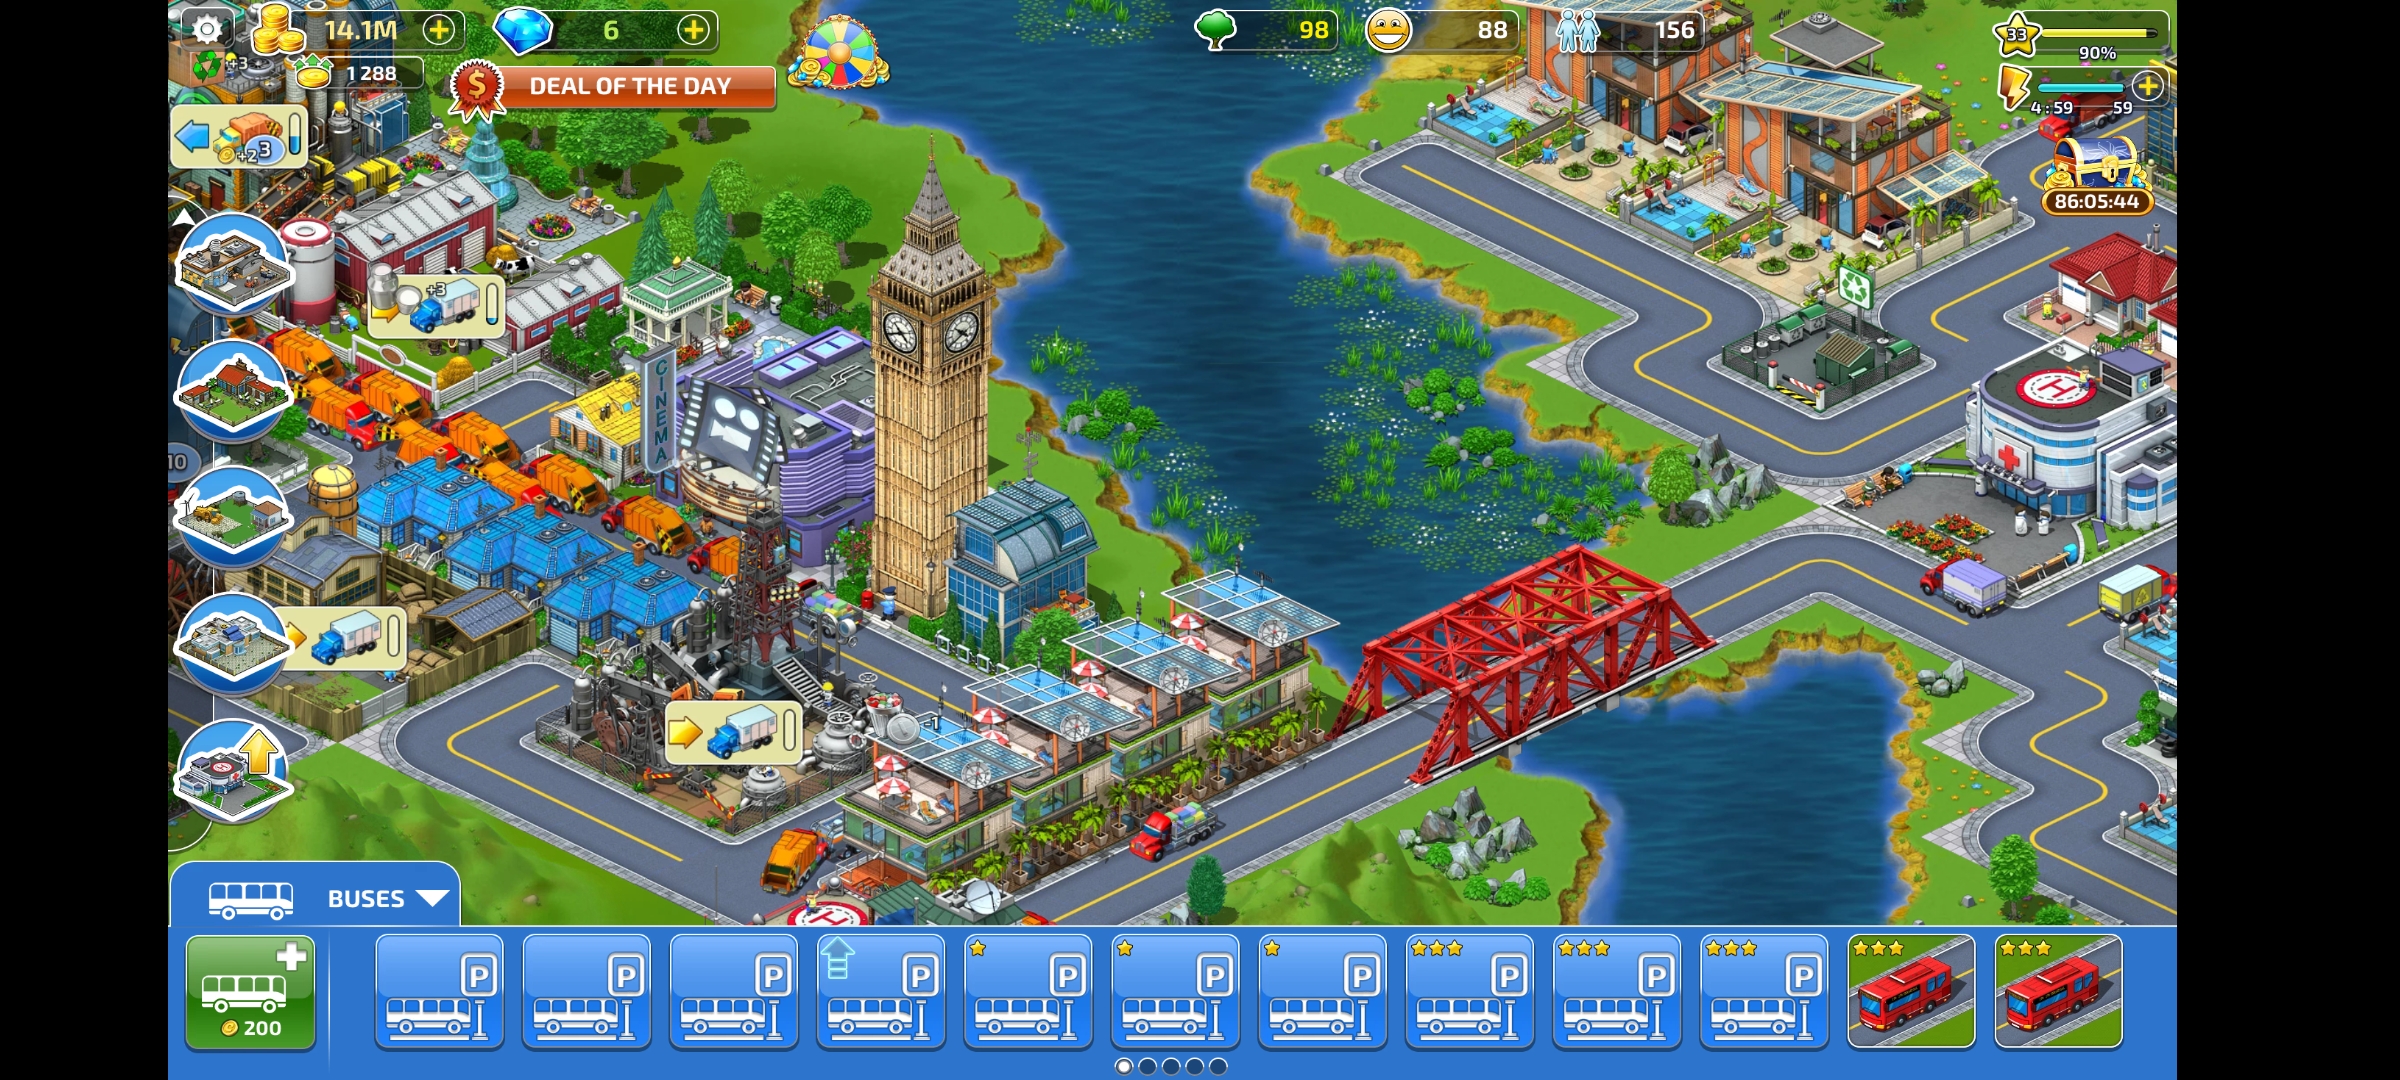 14.1M
6
98
88
156
33
90%
+3
1 288
DEAL OF THE DAY
4:59
59
+2
3
86:05:44
+3
CINEMA
10
H
-1
H
BUSES
200
P
P
P
P
P
P
P
P
P
P